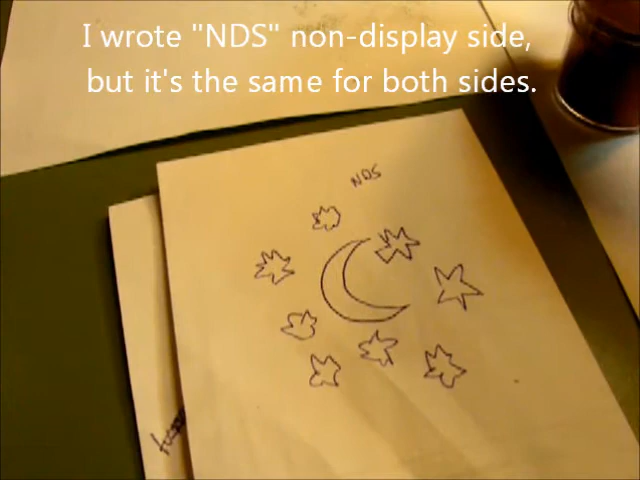 I wrote "NDS" non-display side,
but it's the same for both sides.
NDS